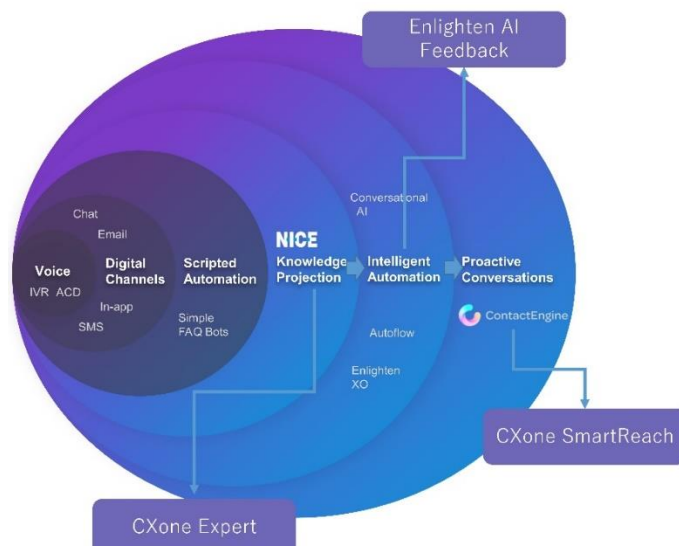 Enlighten AI
Feedback
Conversational
AI
Chat
Email
NICE
Voice
IVR ACD
Digital
Channels
Scripted
Automation
Knowledge
Projection
Intelligent
Automation
Proactive
Conversations
In-app
SMS
Simple
FAQ Bots
ContactEngine
Autoflow
Enlighten
XO
CXone SmartReach
CXone Expert